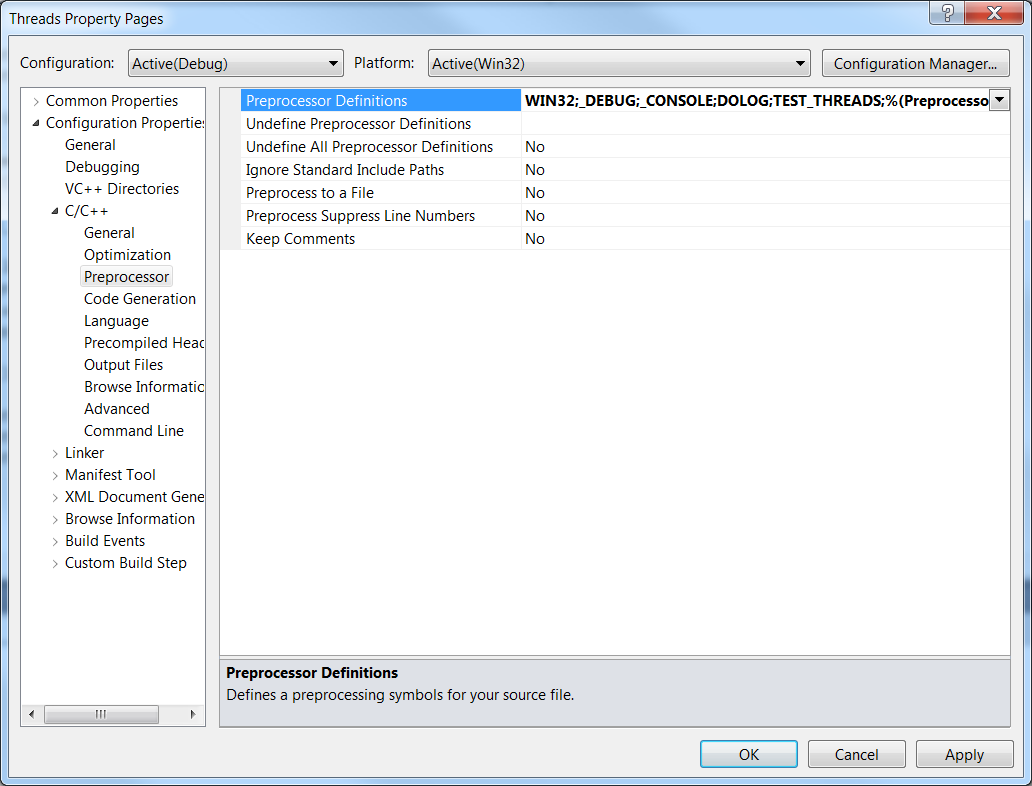 Threads Property Pages
Configuration: Active(Debug) Platform: Active(Win32) Configuration Manager...
Common Properties
Configuration Propertie
General
Debugging
VC++ Directories
C/C++
General
Optimization
Preprocessor
Code Generation
Language
Precompiled Head
Output Files
Browse Informatic
Advanced
Command Line
Linker
Manifest Tool
XML Document Gene
Browse Information
Build Events
Custom Build Step
Preprocessor Definitions WIN32;_DEBUG;_CONSOLE;DOLOG;TEST_THREADS;%(Preprocesso
Undefine Preprocessor Definitions
Undefine All Preprocessor Definitions No
Ignore Standard Include Paths No
Preprocess to a File No
Preprocess Suppress Line Numbers No
Keep Comments No
Preprocessor Definitions
Defines a preprocessing symbols for your source file.
OK Cancel Apply